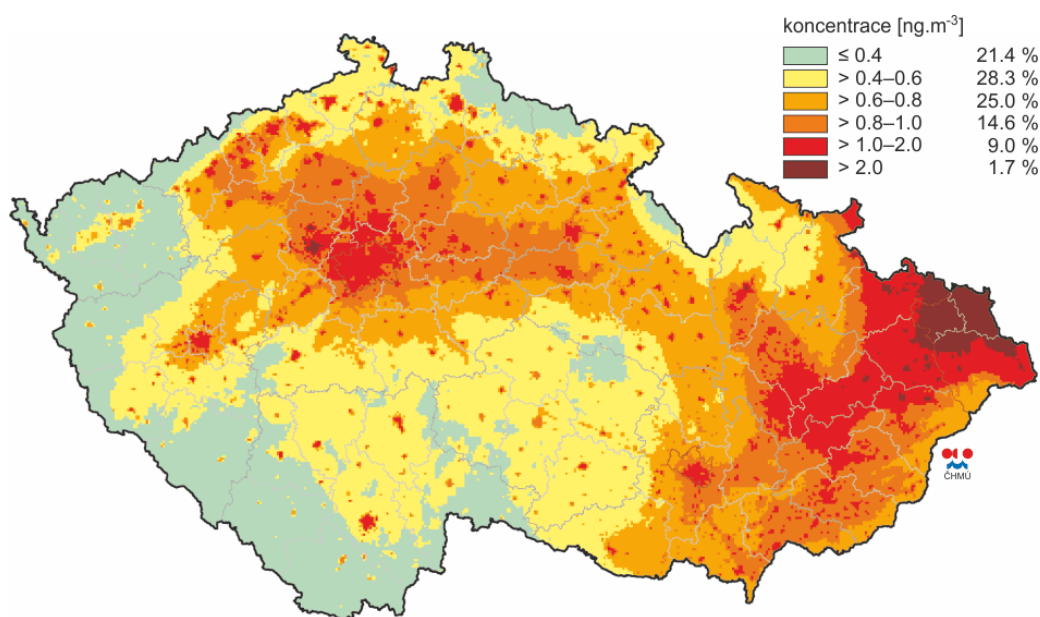 koncentrace [ng.m-3]
≤ 0.4 21.4 %
> 0.4–0.6 28.3 %
> 0.6–0.8 25.0 %
> 0.8–1.0 14.6 %
> 1.0–2.0 9.0 %
> 2.0 1.7 %
ČHMÚ